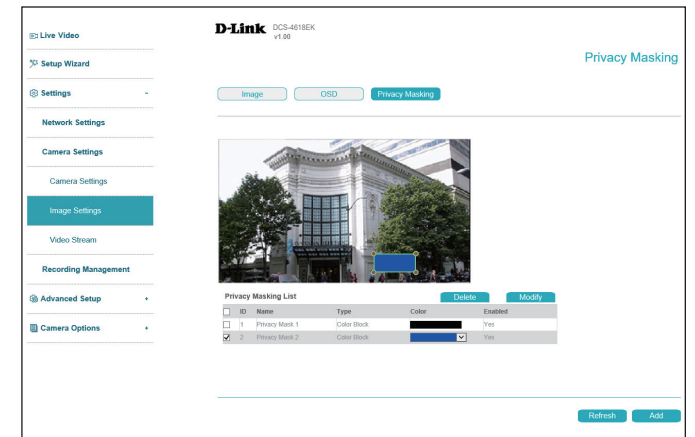 D-Link DCS-4618EK
v1.00
Privacy Masking
Live Video
Setup Wizard
Settings -
Network Settings
Camera Settings
Camera Settings
Image Settings
Video Stream
Recording Management
Advanced Setup +
Camera Options +
Image OSD Privacy Masking
Privacy Masking List Delete Modify
ID Name Type Color Enabled
1 Privacy Mask 1 Color Block Yes
2 Privacy Mask 2 Color Block Yes
Refresh Add